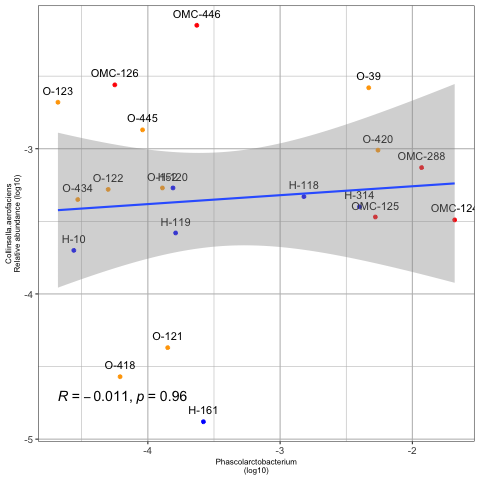 OMC-446
OMC-126
O-39
O-123
O-445
O-420
-3
OMC-288
O-122
H-118
O-434
H-314
OMC-125
OMC-124
H-119
H-10
Collinsella.aerofaciens
Relative abundance (log10)
-4
O-121
O-418
R = −0.011, p = 0.96
H-161
-5
-4
-3
-2
Phascolarctobacterium
(log10)